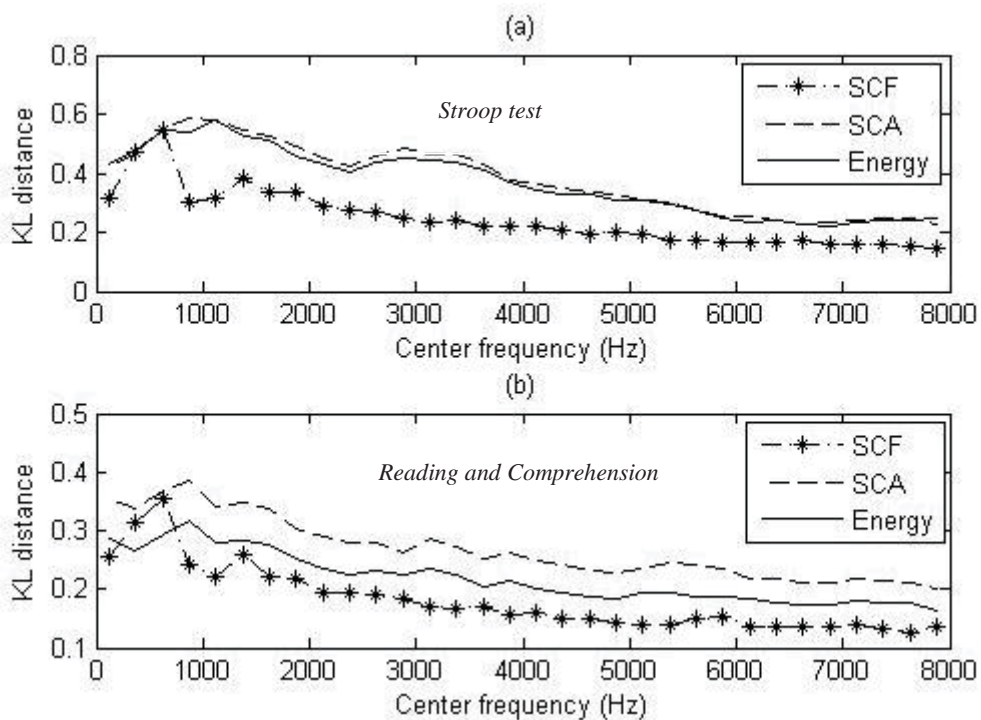 (a)
KL distance
0.8
0.6
0.4
0.2
0
Stroop test
SCF
SCA
Energy
0 1000 2000 3000 4000 5000 6000 7000 8000
Center frequency (Hz)
(b)
KL distance
0.5
0.4
0.3
0.2
0.1
Reading and Comprehension
SCF
SCA
Energy
0 1000 2000 3000 4000 5000 6000 7000 8000
Center frequency (Hz)